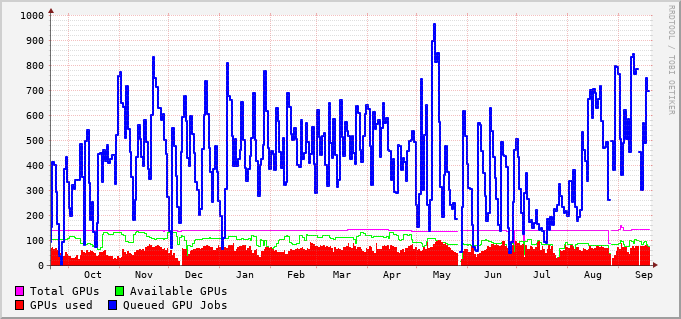 1000
900
800
700
600
500
400
300
200
100
0
Oct Nov Dec Jan Feb Mar Apr May Jun Jul Aug Sep
RRDTOOL / TOBI OETIKER
Total GPUs Available GPUs
GPUs used Queued GPU Jobs